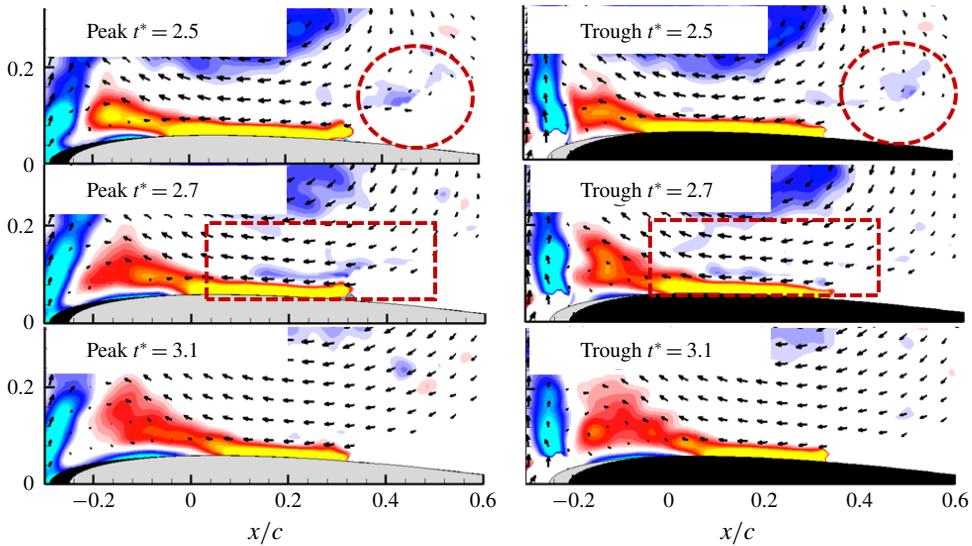 Peak t* = 2.5 Trough t* = 2.5
0.2
0
Peak t* = 2.7 Trough t* = 2.7
0.2
0
Peak t* = 3.1 Trough t* = 3.1
0.2
0
−0.2 0 0.2 0.4 0.6 −0.2 0 0.2 0.4 0.6
x/c x/c